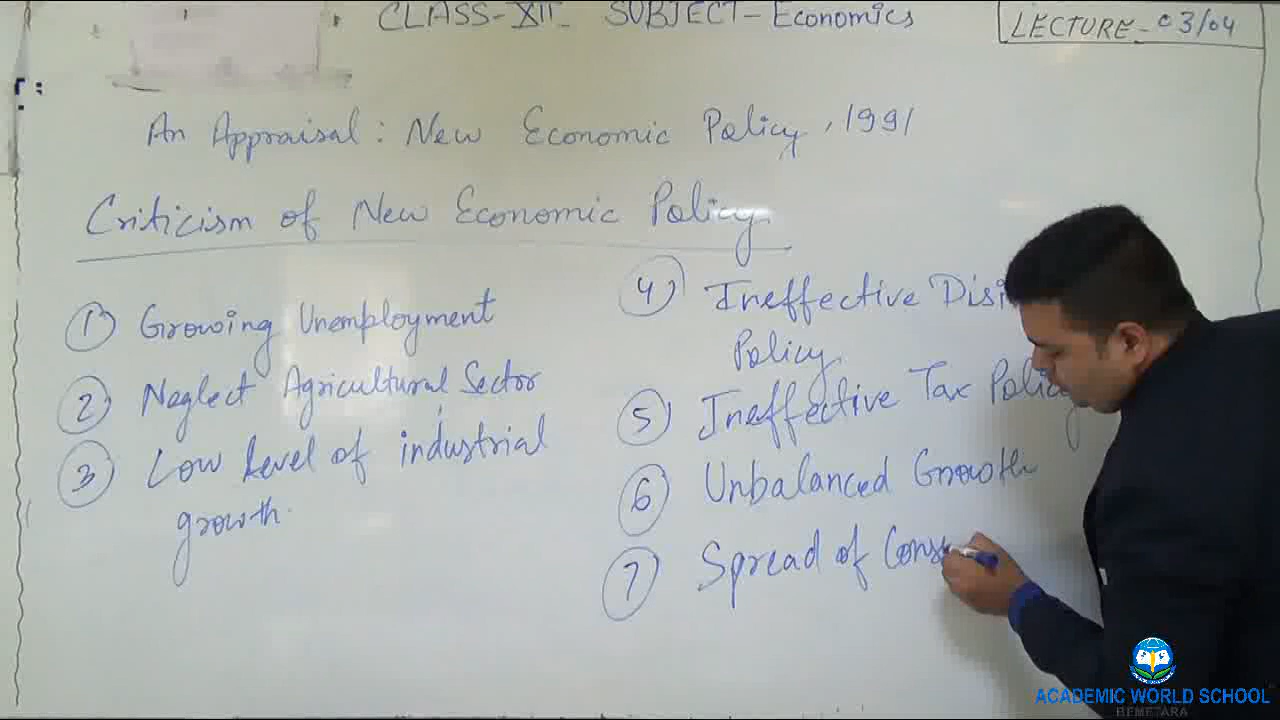 CLASS-XII SUBJECT-Economics
LECTURE-03/04
An Appraisal: New Economic Policy, 1991
Criticism of New Economic Policy
① Growing Unemployment
② Neglect Agricultural Sector
③ Low level of industrial
growth.
④ Ineffective
Policy.
⑤ Ineffective Tax Policy
⑥ Unbalanced Growth
⑦ Spread of
ACADEMIC WORLD SCHOOL
BEMETARA